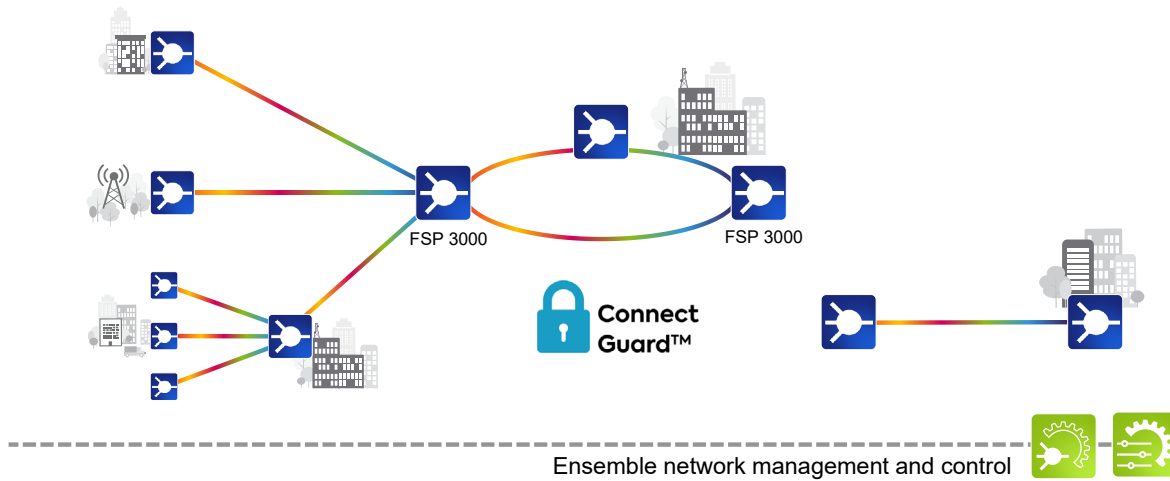 FSP 3000
FSP 3000
Connect
Guard™
Ensemble network management and control